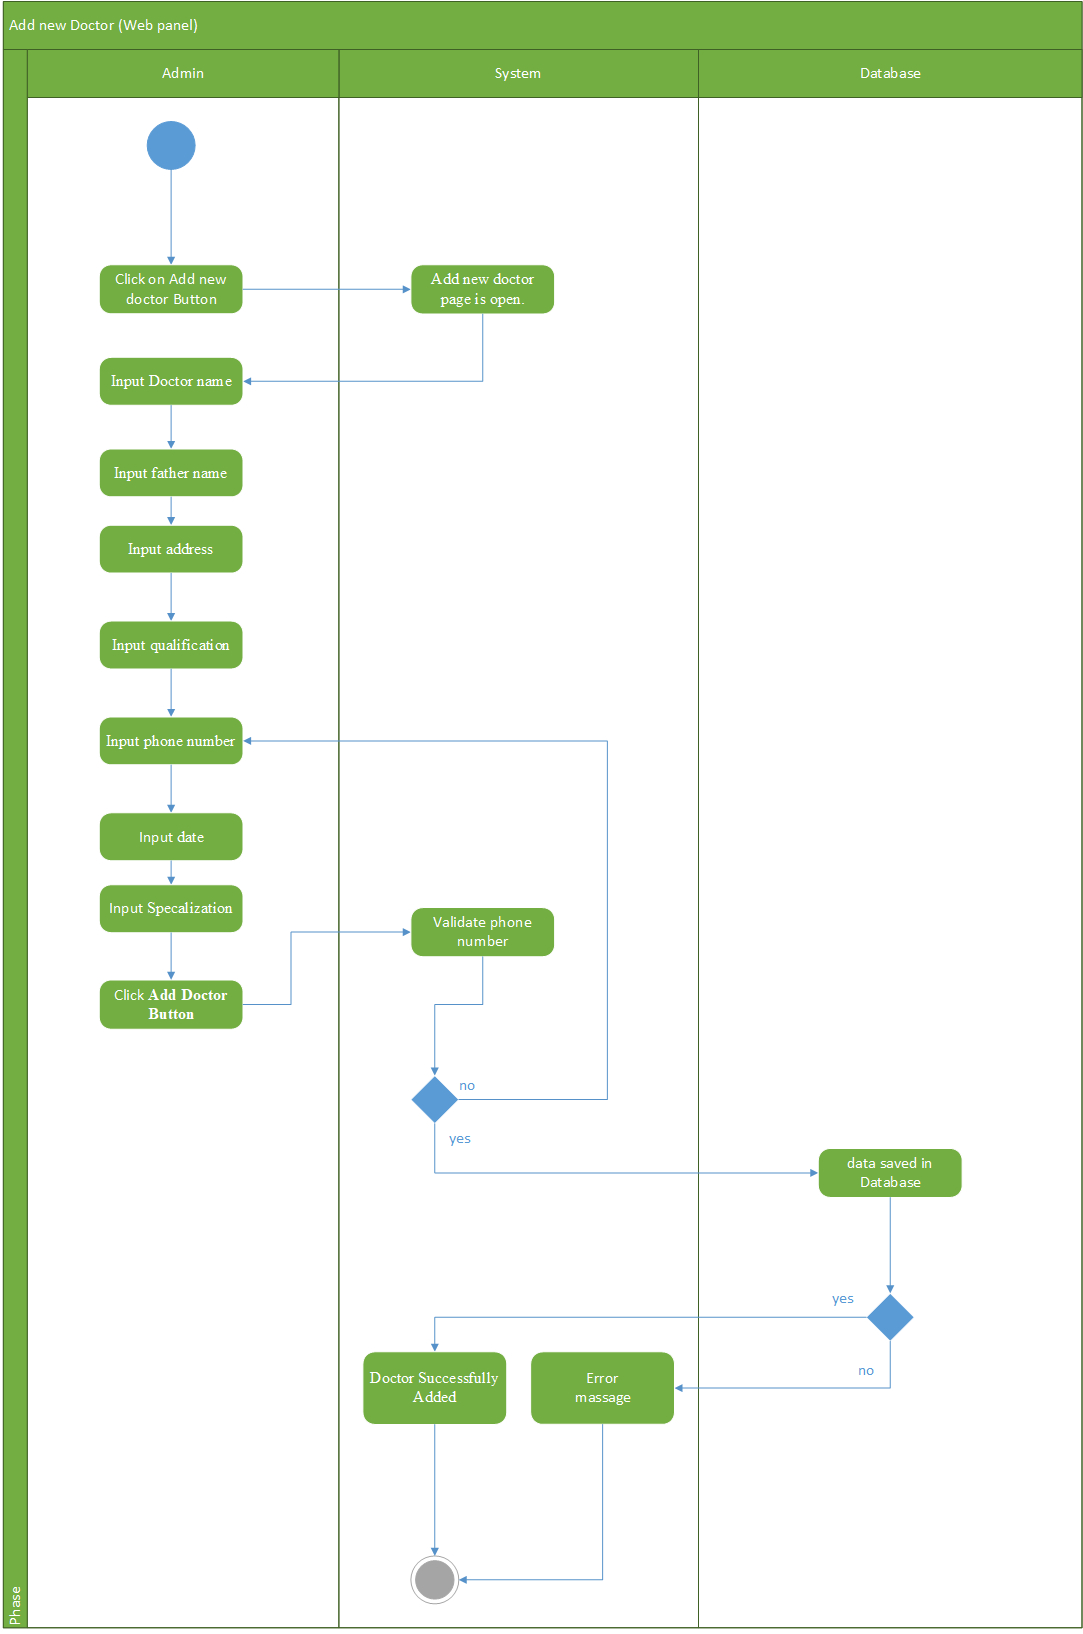 Add new Doctor (Web panel)
Admin
System
Database
Click on Add new
doctor Button
Add new doctor
page is open.
Input Doctor name
Input father name
Input address
Input qualification
Input phone number
Input date
Input Specalization
Validate phone
number
Click Add Doctor
Button
no
yes
data saved in
Database
yes
no
Doctor Successfully
Added
Error
massage
Phase